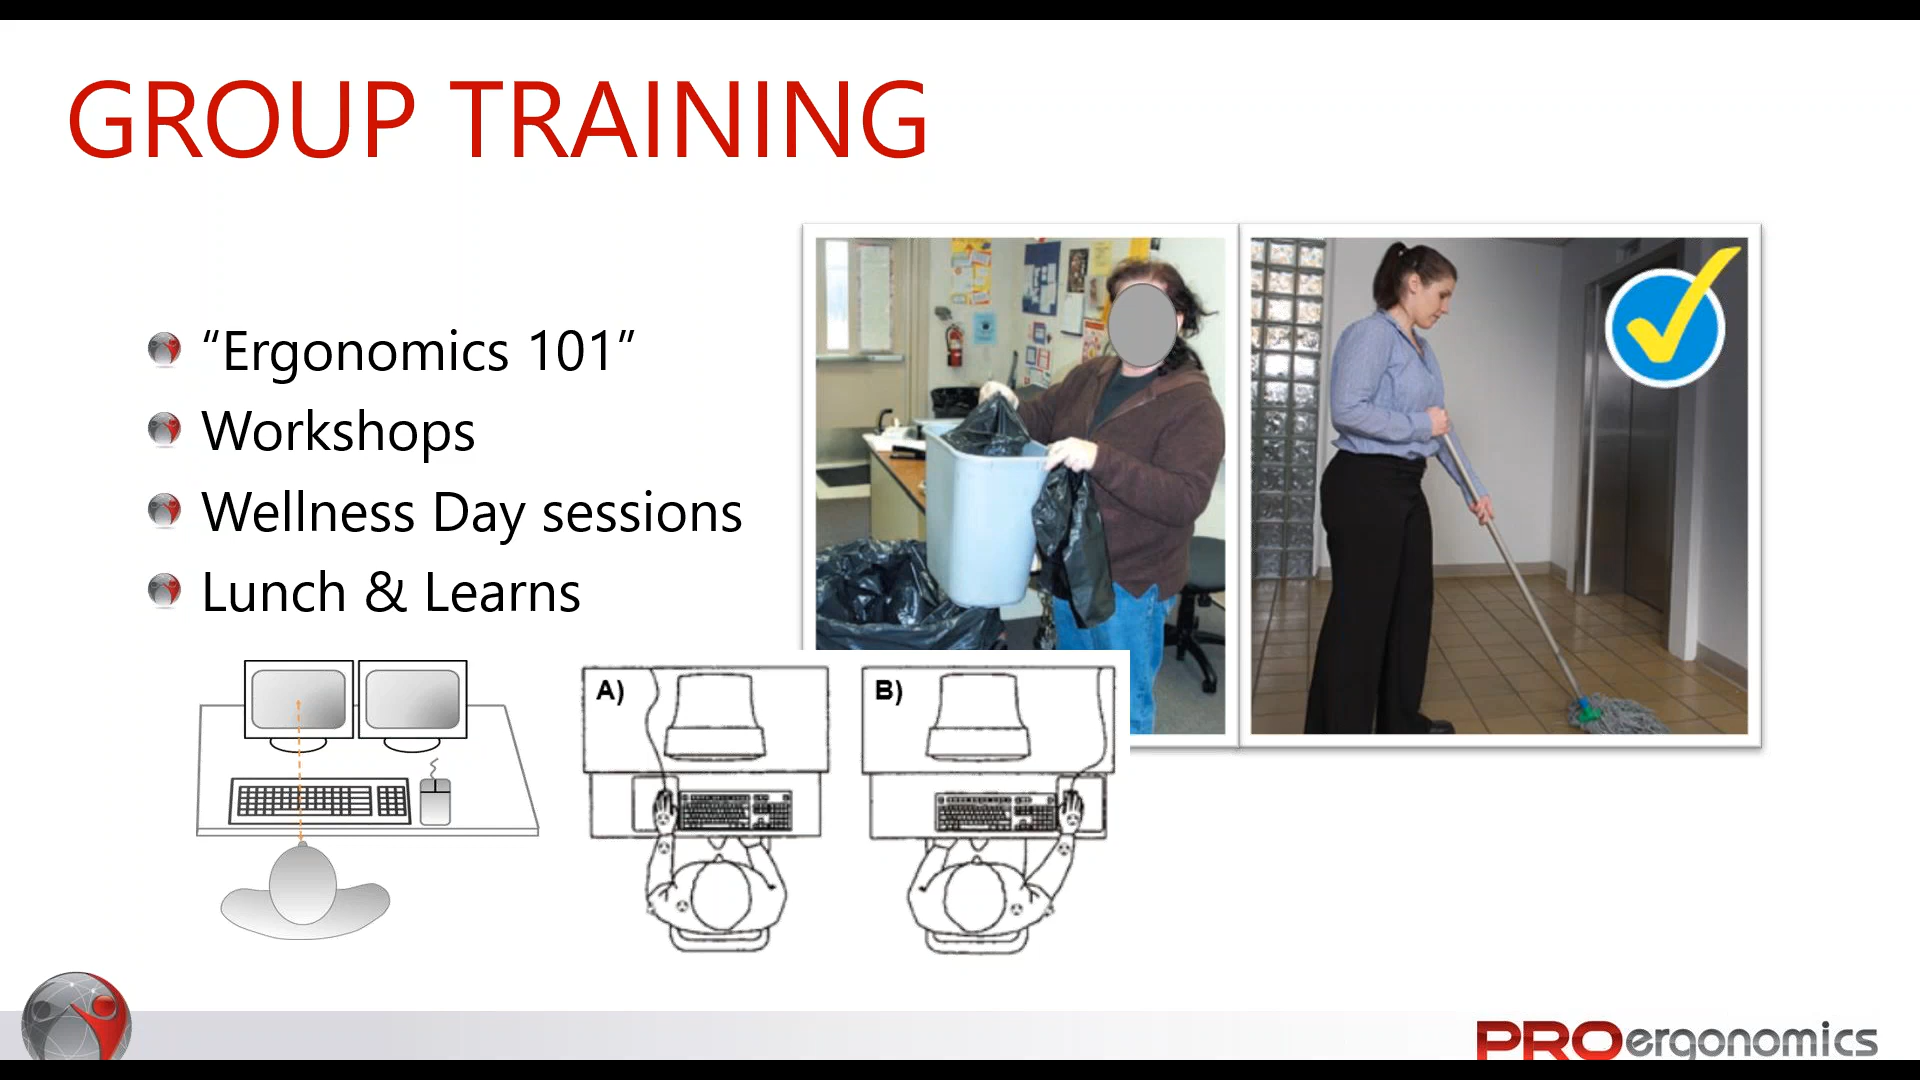 GROUP TRAINING
“Ergonomics 101”
Workshops
Wellness Day sessions
Lunch & Learns
A)
B)
PROergonomics